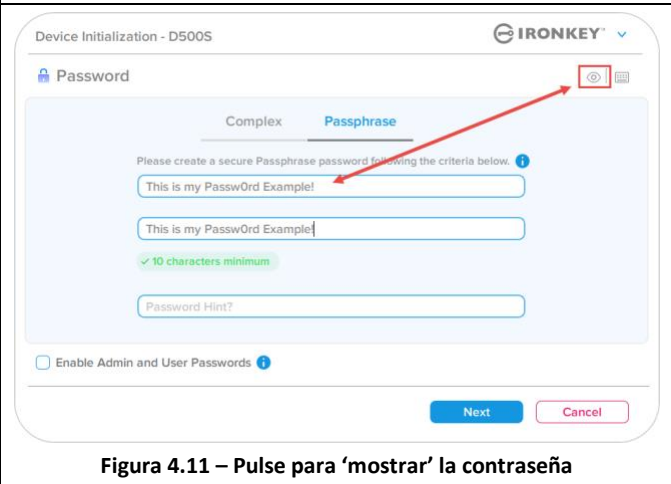 Device Initialization - D500S
IRONKEY™
Password
Complex
Passphrase
Please create a secure Passphrase password following the criteria below.
This is my Passw0rd Example!
This is my Passw0rd Example!
✓ 10 characters minimum
Password Hint?
Enable Admin and User Passwords
Next
Cancel
Figura 4.11 – Pulse para ‘mostrar’ la contraseña